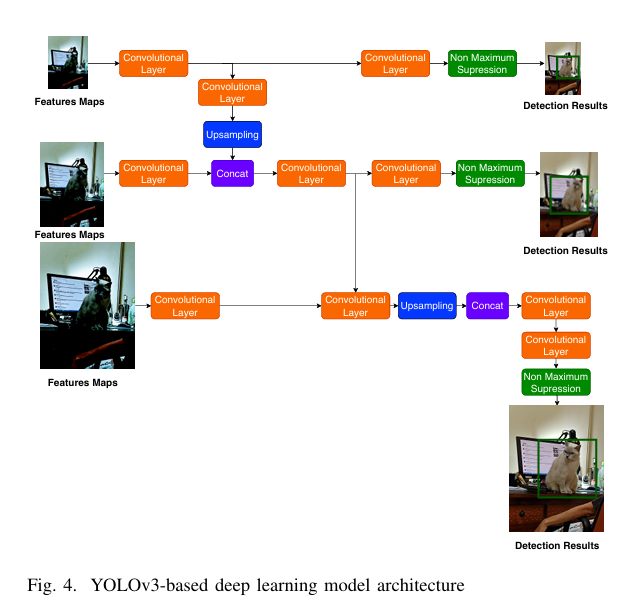 Convolutional
Layer
Convolutional
Layer
Non Maximum
Supression
Features Maps
Detection Results
Convolutional
Layer
Upsampling
Convolutional
Layer
Concat
Convolutional
Layer
Convolutional
Layer
Non Maximum
Supression
Features Maps
Detection Results
Convolutional
Layer
Convolutional
Layer
Upsampling
Concat
Convolutional
Layer
Convolutional
Layer
Non Maximum
Supression
Features Maps
Detection Results
Fig. 4. YOLOv3-based deep learning model architecture